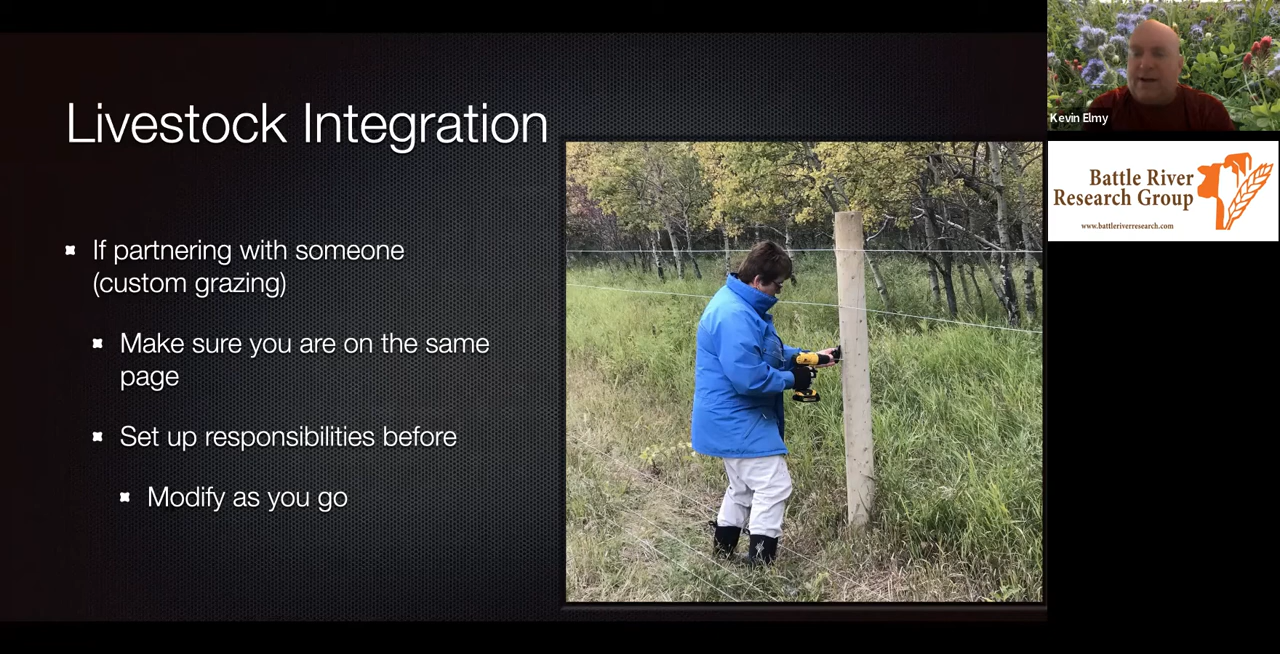 Livestock Integration
If partnering with someone
(custom grazing)
Make sure you are on the same
page
Set up responsibilities before
Modify as you go
Kevin Elmy
Battle River
Research Group
www.battleriverresearch.com